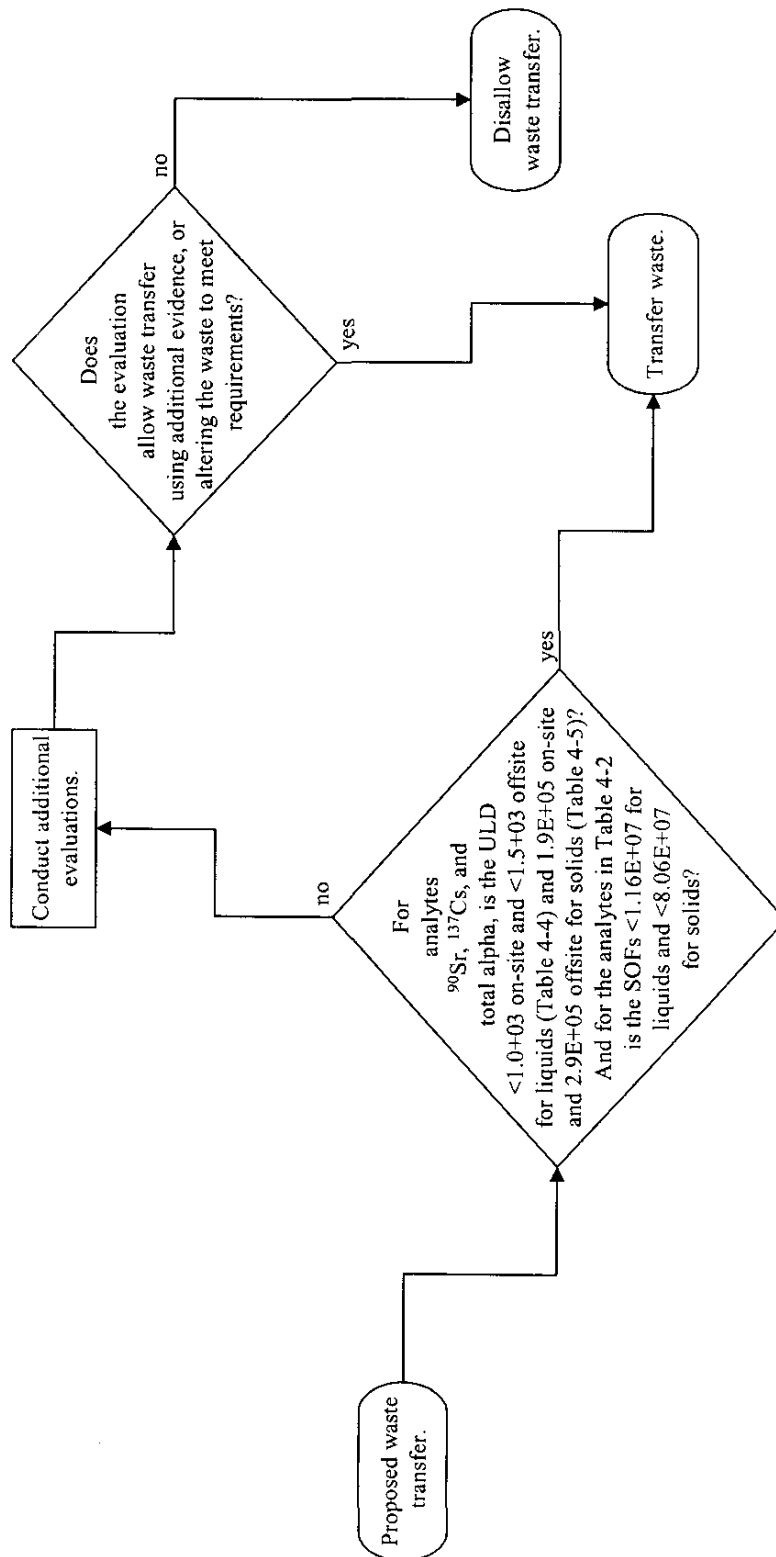 Proposed waste
transfer.
For
analytes
⁹⁰Sr, ¹³⁷Cs, and
total alpha, is the ULD
<1.0+03 on-site and <1.5+03 offsite
for liquids (Table 4-4) and 1.9E+05 on-site
and 2.9E+05 offsite for solids (Table 4-5)?
And for the analytes in Table 4-2
is the SOFs <1.16E+07 for
liquids and <8.06E+07
for solids?
no
yes
Conduct additional
evaluations.
Does
the evaluation
allow waste transfer
using additional evidence, or
altering the waste to meet
requirements?
no
yes
Transfer waste.
Disallow
waste transfer.